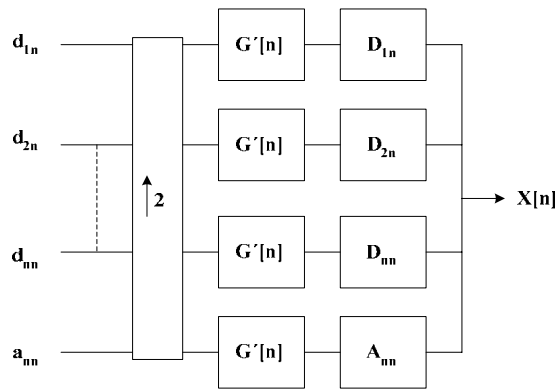 d1n G´[n] D1n
d2n G´[n] D2n
↑ 2 X[n]
dnn G´[n] Dnn
ann G´[n] Ann